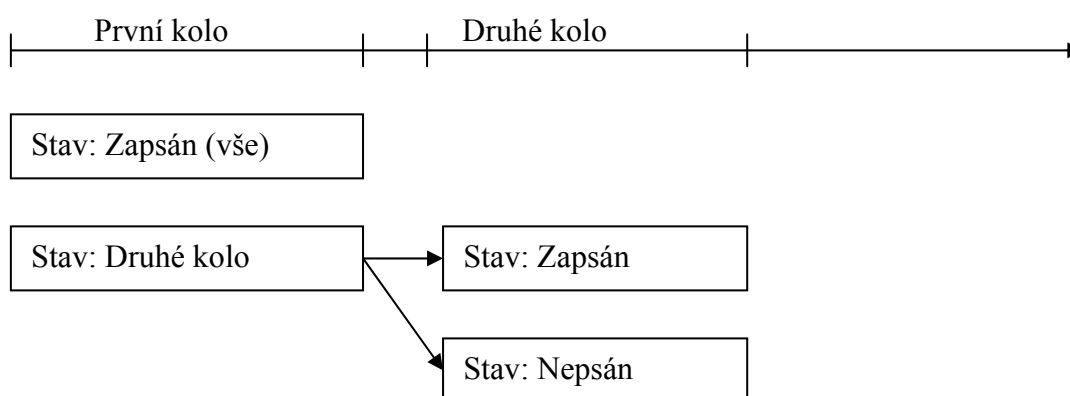 První kolo
Druhé kolo
Stav: Zapsán (vše)
Stav: Druhé kolo
Stav: Zapsán
Stav: Nepsán